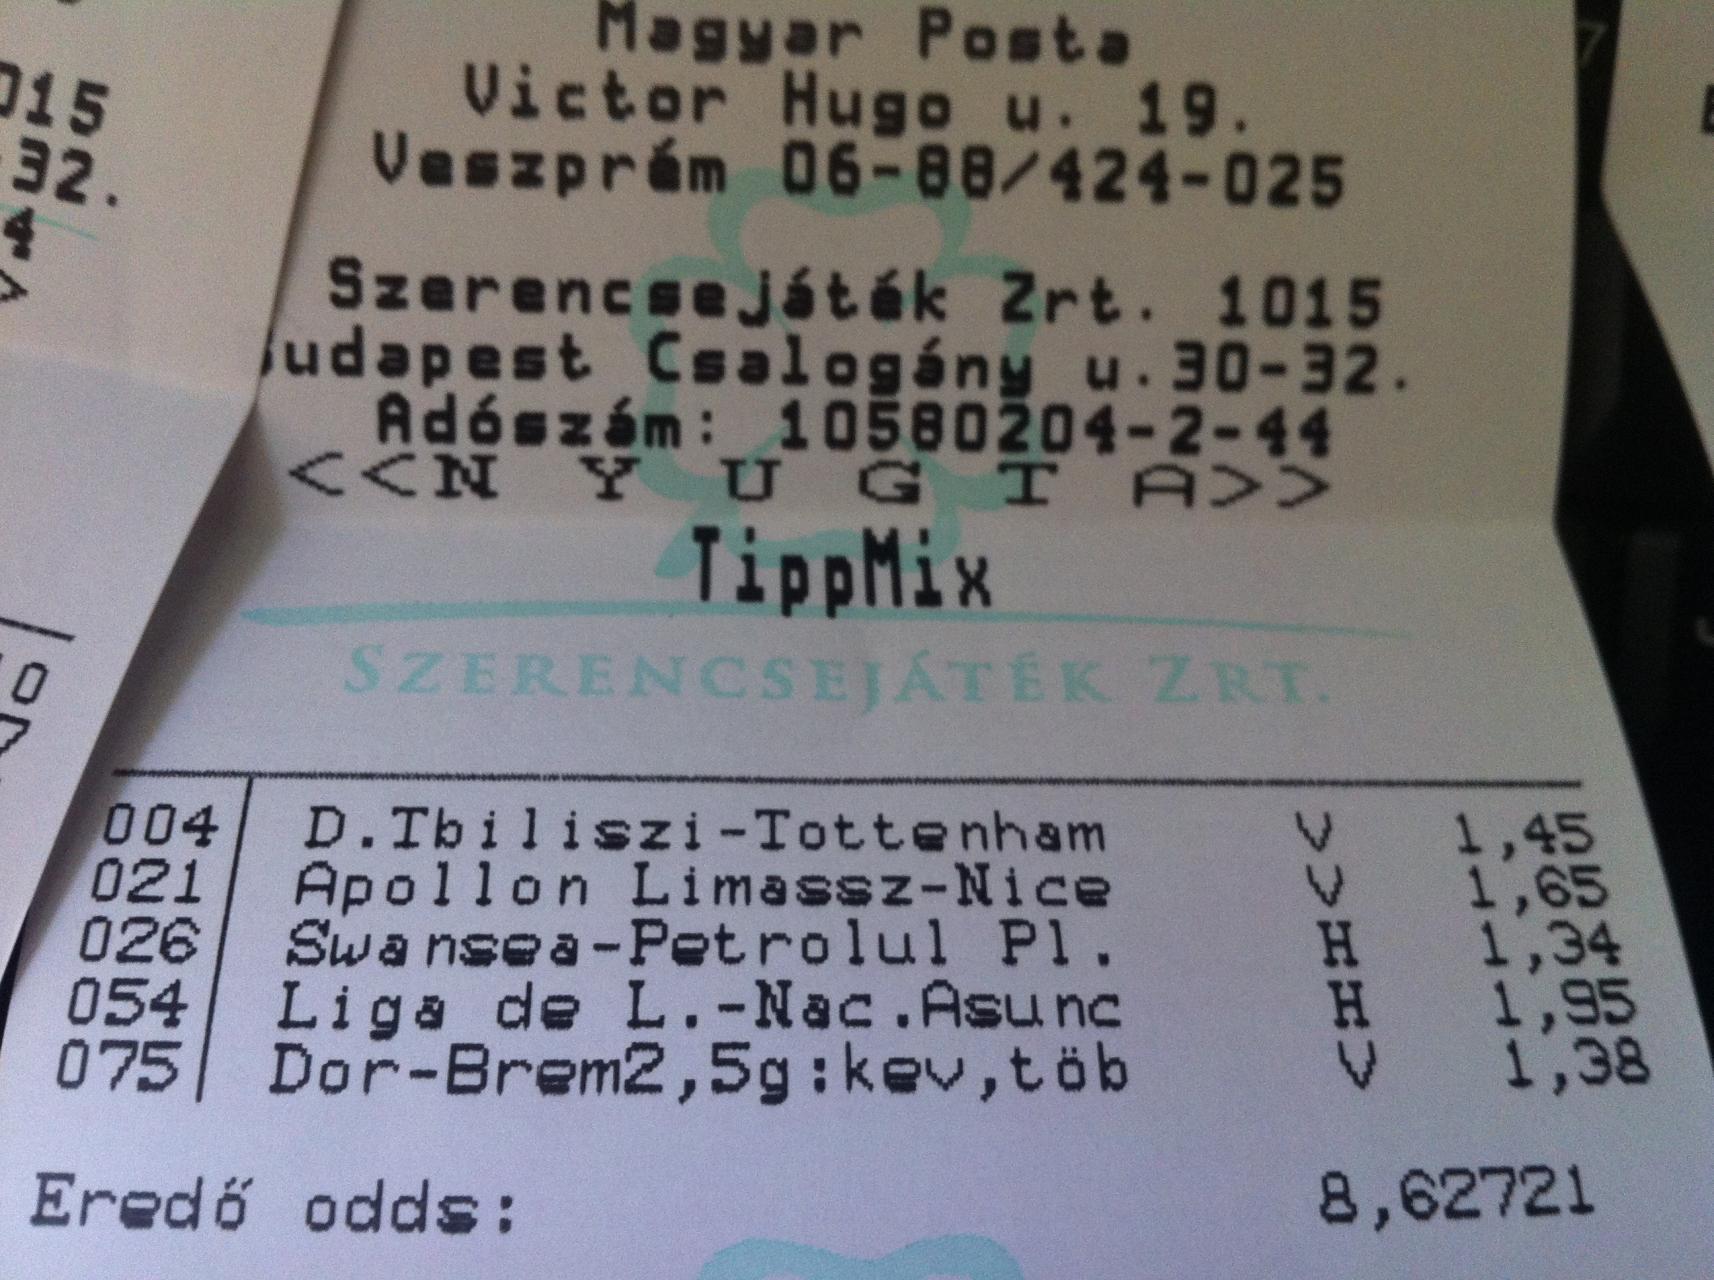 Magyar Posta
Victor Hugo u. 19.
Veszprém 06-88/424-025
Szerencsejáték Zrt. 1015
Budapest Csalogány u.30-32.
Adószám: 10580204-2-44
<<N Y U G T A>>
TippMix
SZERENCSEJÁTÉK ZRT.
004 D.Tbiliszi-Tottenham V 1,45
021 Apollon Limassz-Nice V 1,65
026 Swansea-Petrolul Pl. H 1,34
054 Liga de L.-Nac.Asunc H 1,95
075 Dor-Brem2,5g:kev,töb V 1,38
Eredő odds: 8,62721
015
32.
4
>